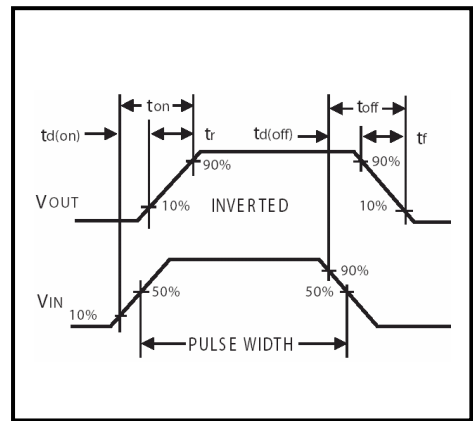 ton toff
td(on) tr td(off) tf
90% 90%
VOUT 10% INVERTED 10%
90%
VIN 10% 50% 50%
PULSE WIDTH